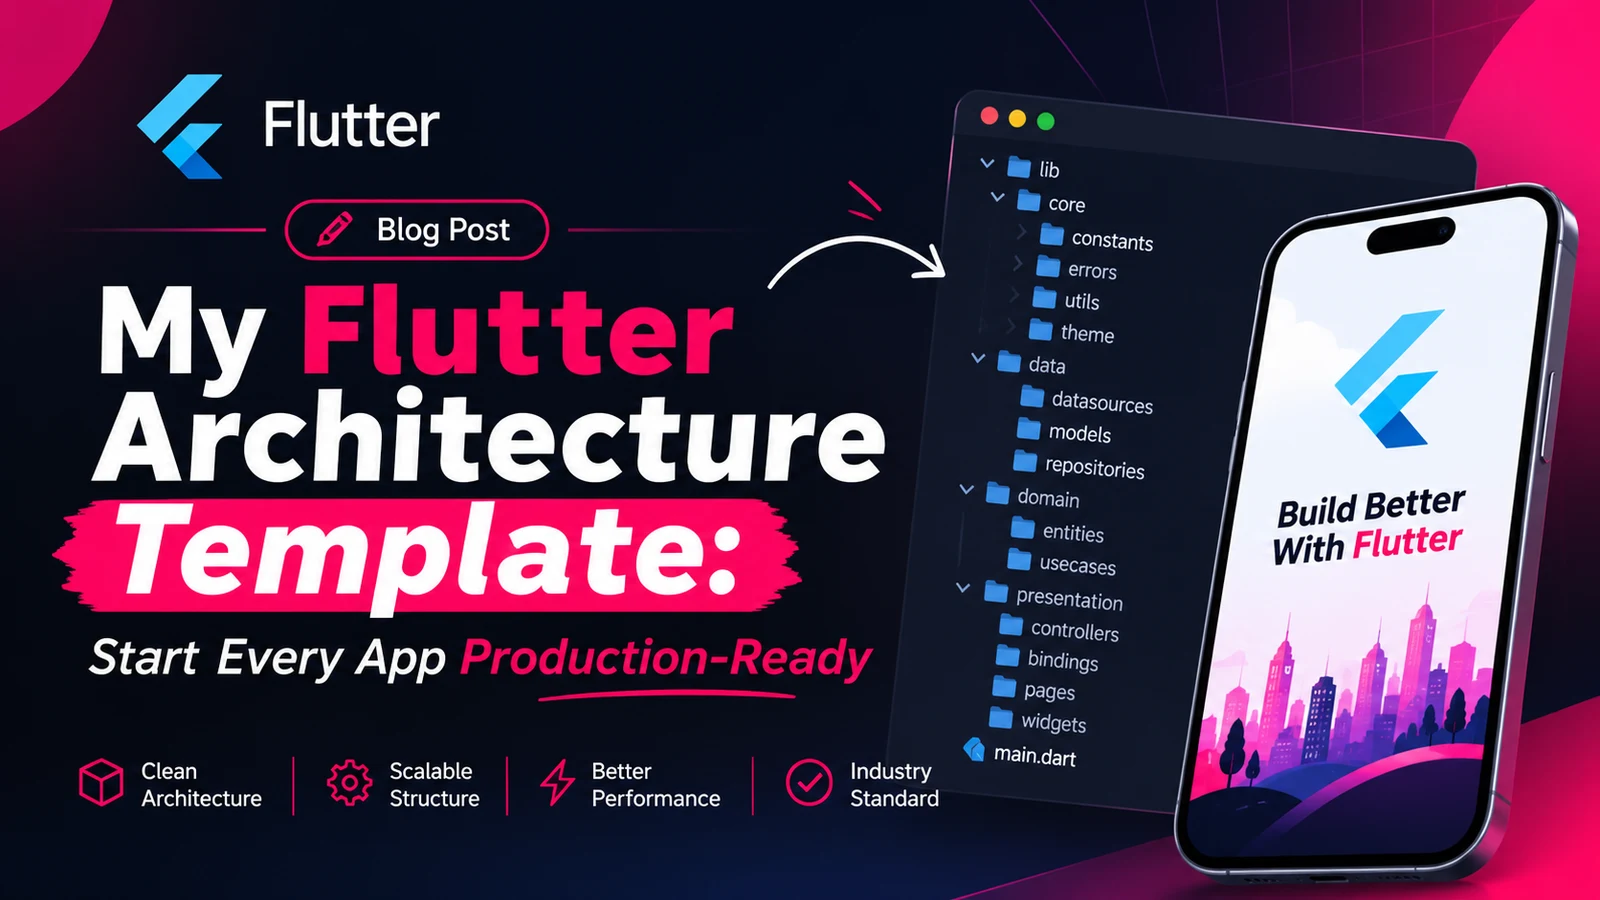 Flutter
Blog Post
My Flutter
Architecture
Template:
Start Every App Production-Ready
Clean
Architecture
Scalable
Structure
Better
Performance
Industry
Standard
lib
core
constants
errors
utils
theme
data
datasources
models
repositories
domain
entities
usecases
presentation
controllers
bindings
pages
widgets
main.dart
Build Better
With Flutter